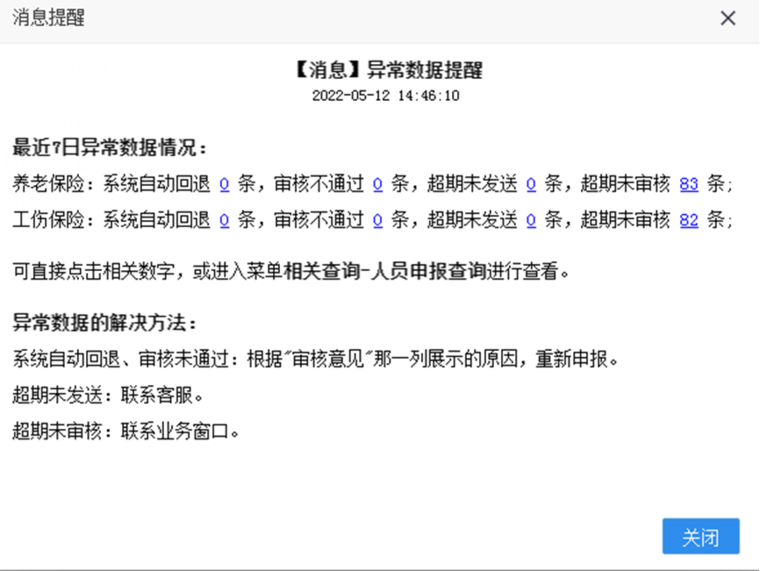 消息提醒
【消息】异常数据提醒
2022-05-12 14:46:10
最近7日异常数据情况：
养老保险：系统自动回退 0 条，审核不通过 0 条，超期未发送 0 条，超期未审核 83 条；
工伤保险：系统自动回退 0 条，审核不通过 0 条，超期未发送 0 条，超期未审核 82 条；
可直接点击相关数字，或进入菜单相关查询-人员申报查询进行查看。
异常数据的解决方法：
系统自动回退、审核未通过：根据"审核意见"那一列展示的原因，重新申报。
超期未发送：联系客服。
超期未审核：联系业务窗口。
关闭